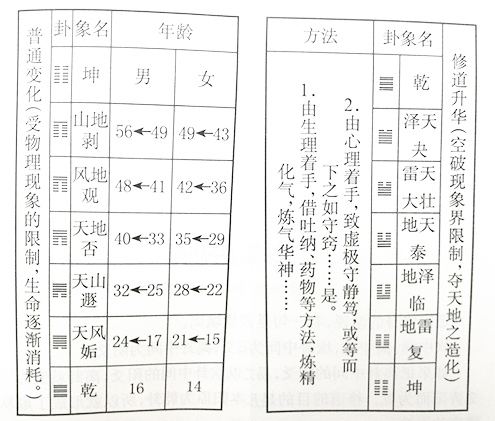 普通变化(受物理现象的限制,生命逐渐消耗。)
卦象名 年龄
坤 男 女
山地
剥 56←49 49←43
风地
观 48←41 42←36
天地
否 40←33 35←29
天山
遯 32←25 28←22
天风
姤 24←17 21←15
乾 16 14
修道升华(空破现象界限制,夺天地之造化)
卦象名
乾
泽天
夬
雷天
大壮
地天
泰
地泽
临
地雷
复
坤
方法
2.由心理着手,致虚极守静笃,或等而
下之如守窍……是。
1.由生理着手,借吐纳、药物等方法,炼精
化气,炼气华神……